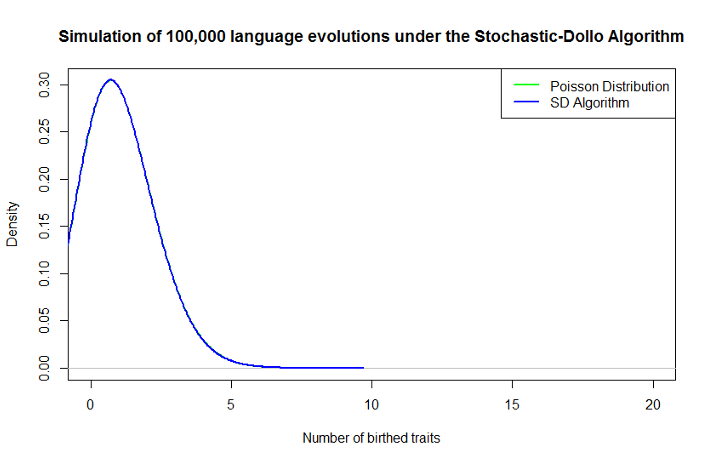 Simulation of 100,000 language evolutions under the Stochastic-Dollo Algorithm
Poisson Distribution
SD Algorithm
Density
0.30
0.25
0.20
0.15
0.10
0.05
0.00
0 5 10 15 20
Number of birthed traits